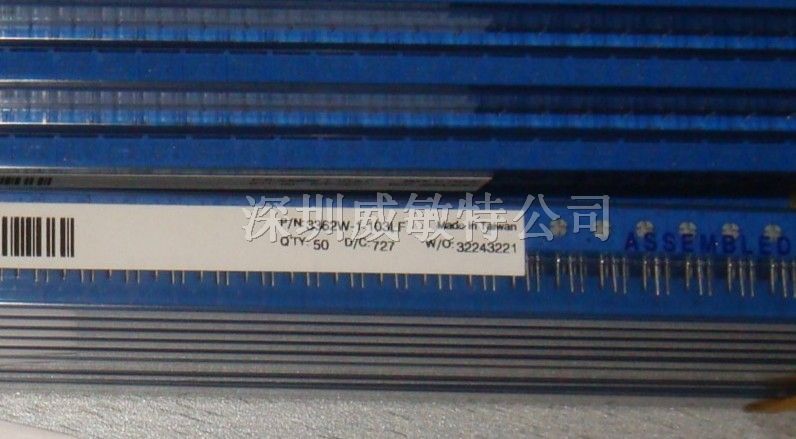 深圳威敏特公司
P/N: 3362W-1-103LF Made in Taiwan
Q'TY: 50 D/C: 727 W/O: 32243221
ASSEMBLED